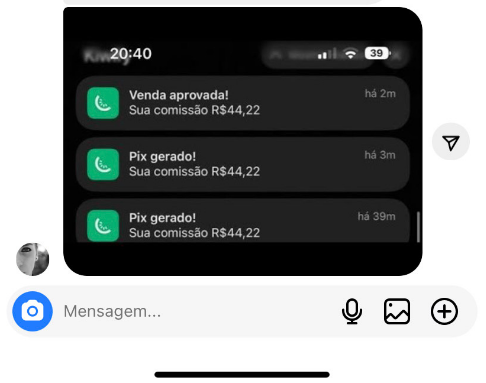 20:40
39
Venda aprovada!
há 2m
Sua comissão R$44,22
Pix gerado!
há 3m
Sua comissão R$44,22
Pix gerado!
há 39m
Sua comissão R$44,22
Mensagem...